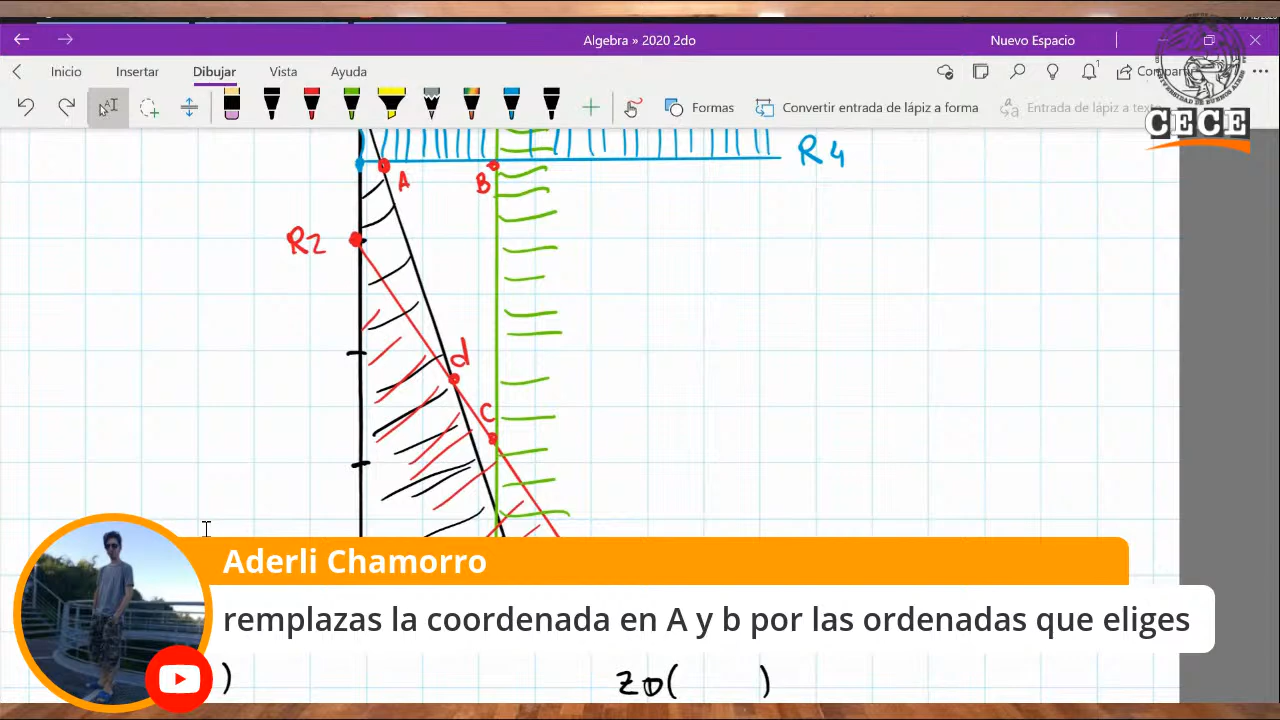 Algebra » 2020 2do
Nuevo Espacio
Inicio
Insertar
Dibujar
Vista
Ayuda
Compartir
Formas
Convertir entrada de lápiz a forma
Entrada de lápiz a texto
CECE
R4
A
B
R2
d
C
Aderli Chamorro
remplazas la coordenada en A y b por las ordenadas que eliges
)
Zo( )